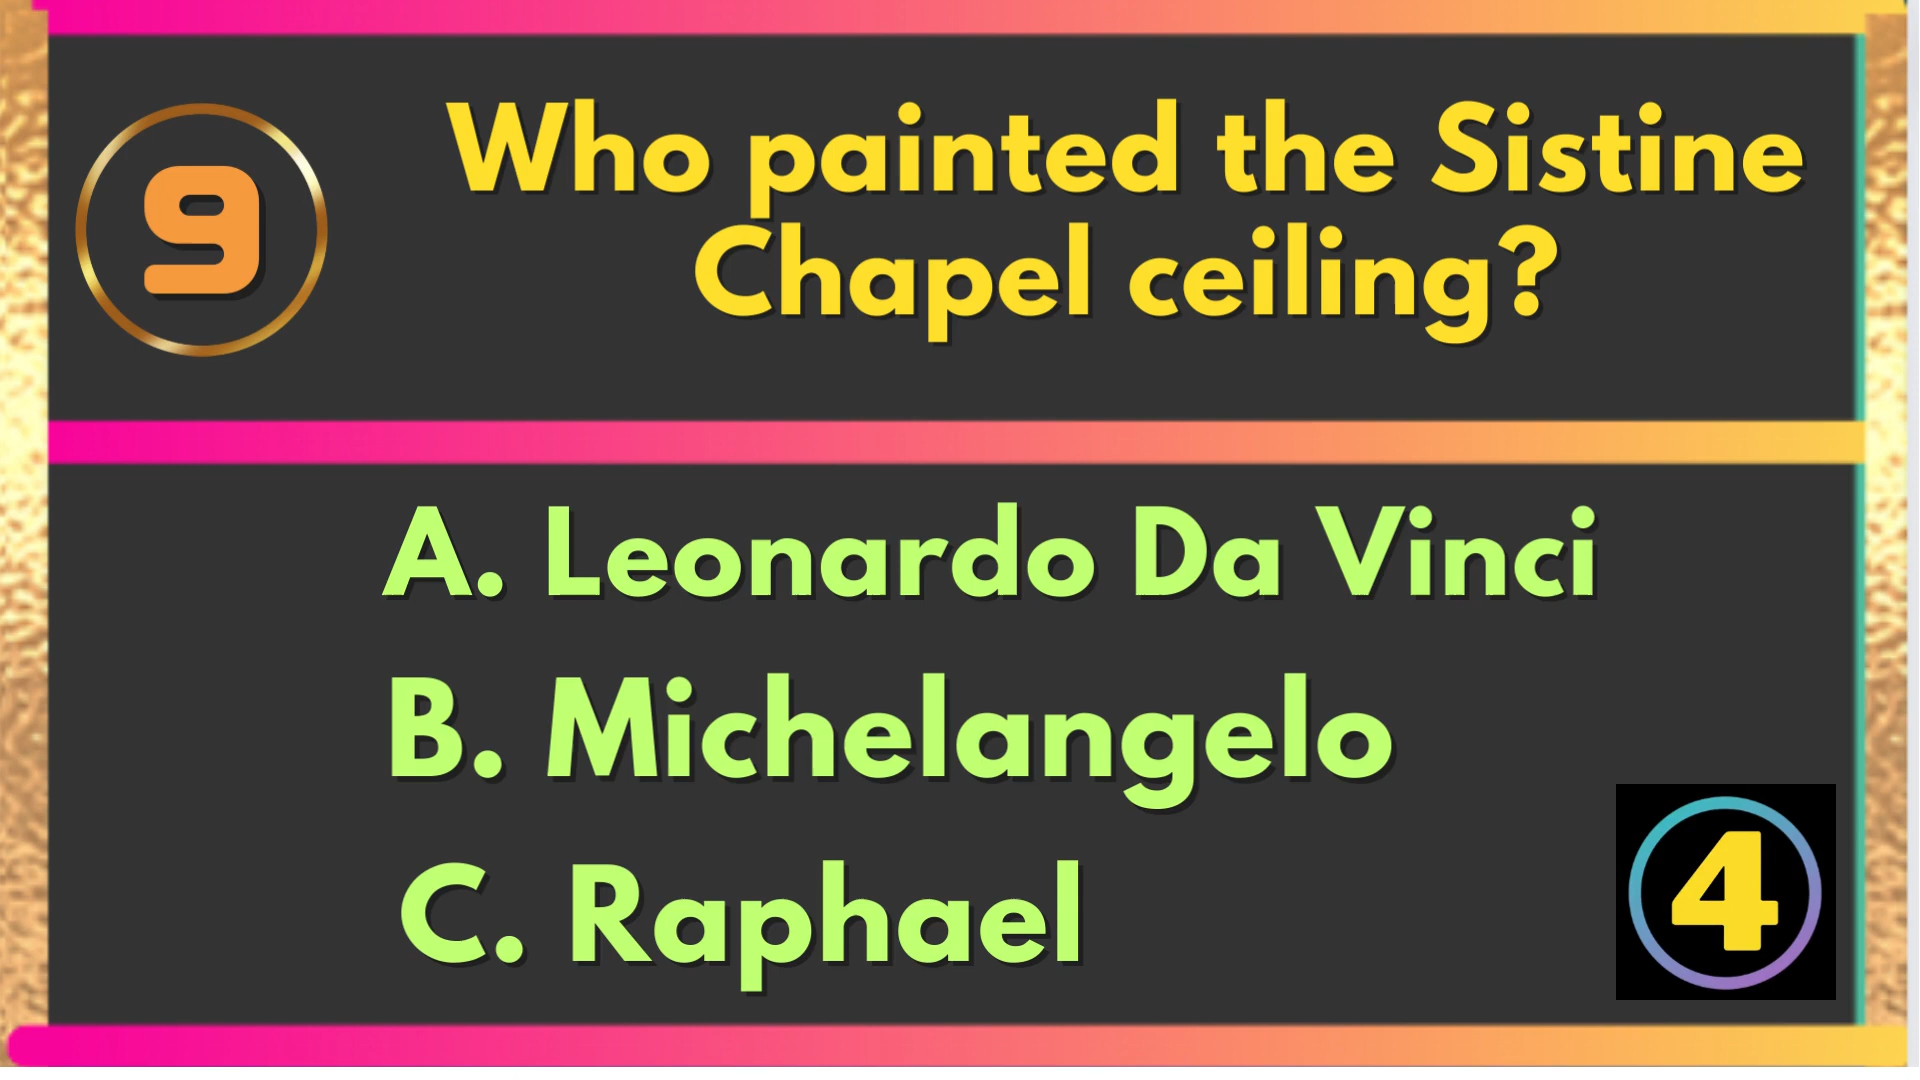 9
Who painted the Sistine
Chapel ceiling?
A. Leonardo Da Vinci
B. Michelangelo
C. Raphael
4